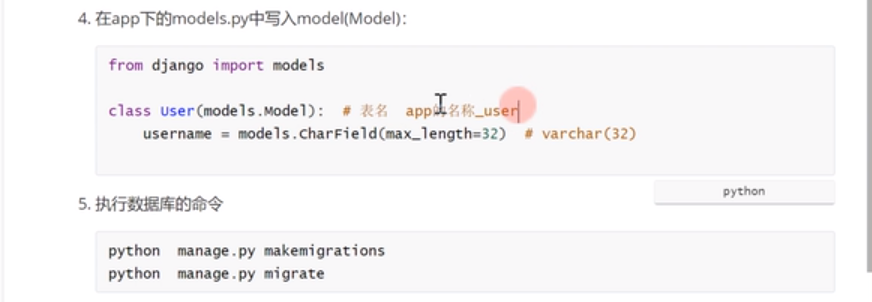 4. 在app下的models.py中写入model(Model)：
from django import models
class User(models.Model):  # 表名  app的名称_user
    username = models.CharField(max_length=32)  # varchar(32)
python
5. 执行数据库的命令
python  manage.py makemigrations
python  manage.py migrate